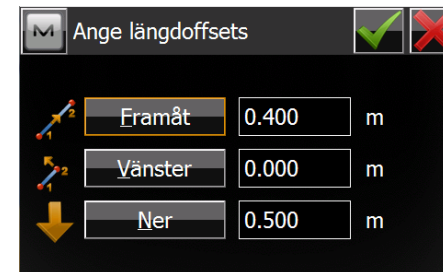 M Ange längdoffsets
Framåt 0.400 m
Vänster 0.000 m
Ner 0.500 m